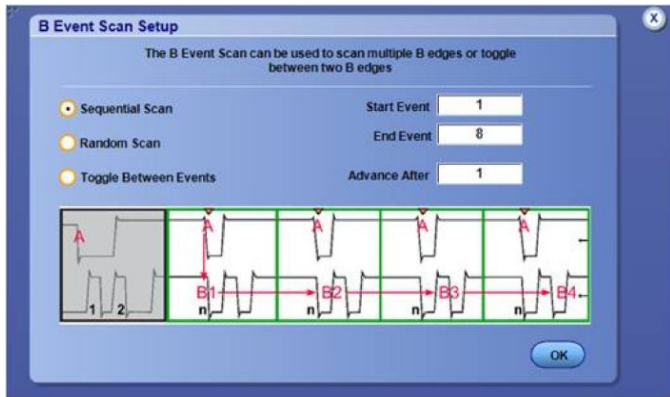 B Event Scan Setup
X
The B Event Scan can be used to scan multiple B edges or toggle
between two B edges
Sequential Scan
Start Event 1
End Event 8
Random Scan
Toggle Between Events
Advance After 1
A A A A A
B1 B2 B3 B4
1 2 n n n n
OK